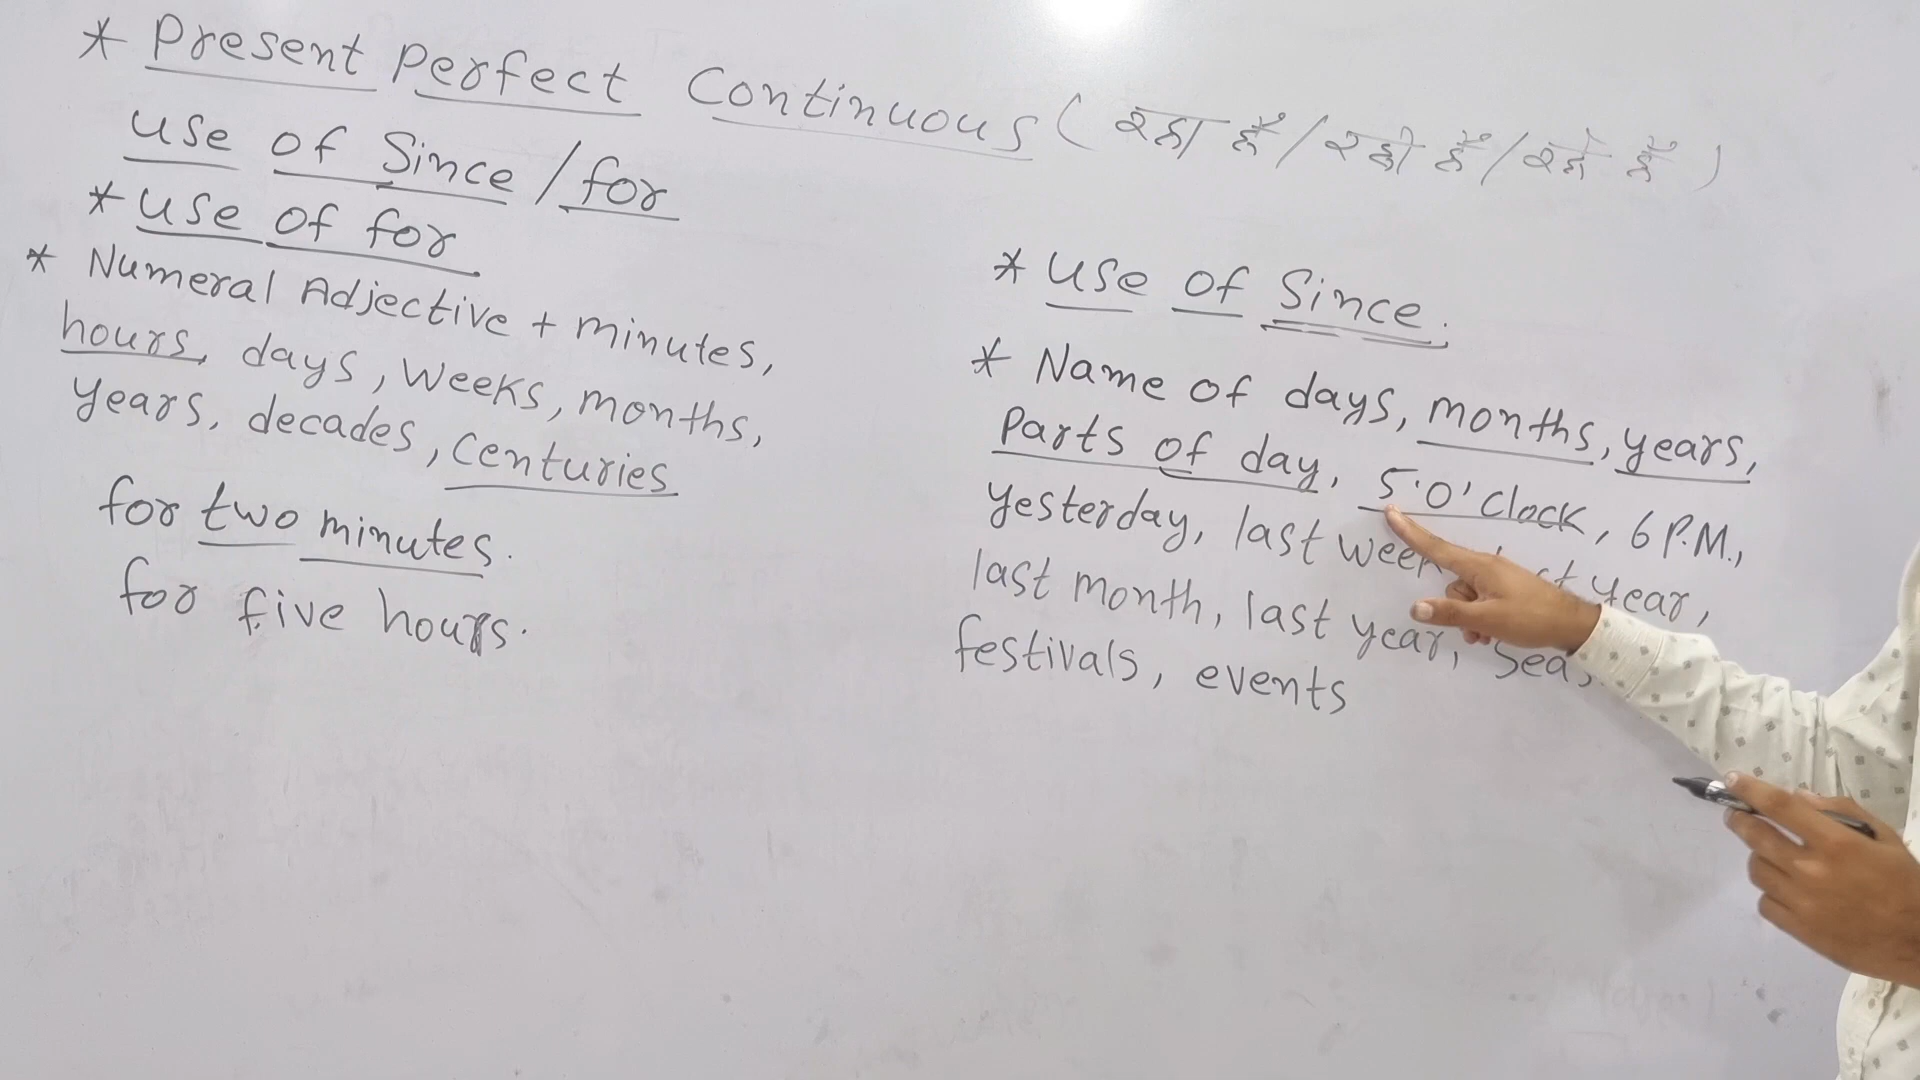 * Present Perfect Continuous ( रहा हैं / रही हैं / रहे हैं )
use of Since / for
* use of for
* Numeral Adjective + minutes,
hours, days, weeks, months,
years, decades, centuries
for two minutes.
for five hours.
* use of Since.
* Name of days, months, years,
Parts of day, 5'O' Clock, 6 P.M.,
yesterday, last week, year,
last month, last year,
festivals, events